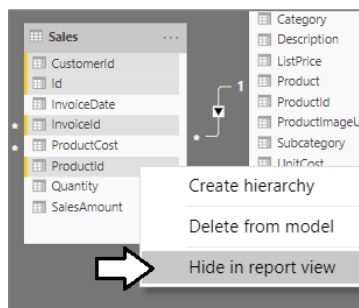 Sales
...
CustomerId
Id
InvoiceDate
InvoiceId
ProductCost
ProductId
Quantity
SalesAmount
*
*
*
1
Category
Description
ListPrice
Product
ProductId
ProductImageU
Subcategory
UnitCost
Create hierarchy
Delete from model
Hide in report view